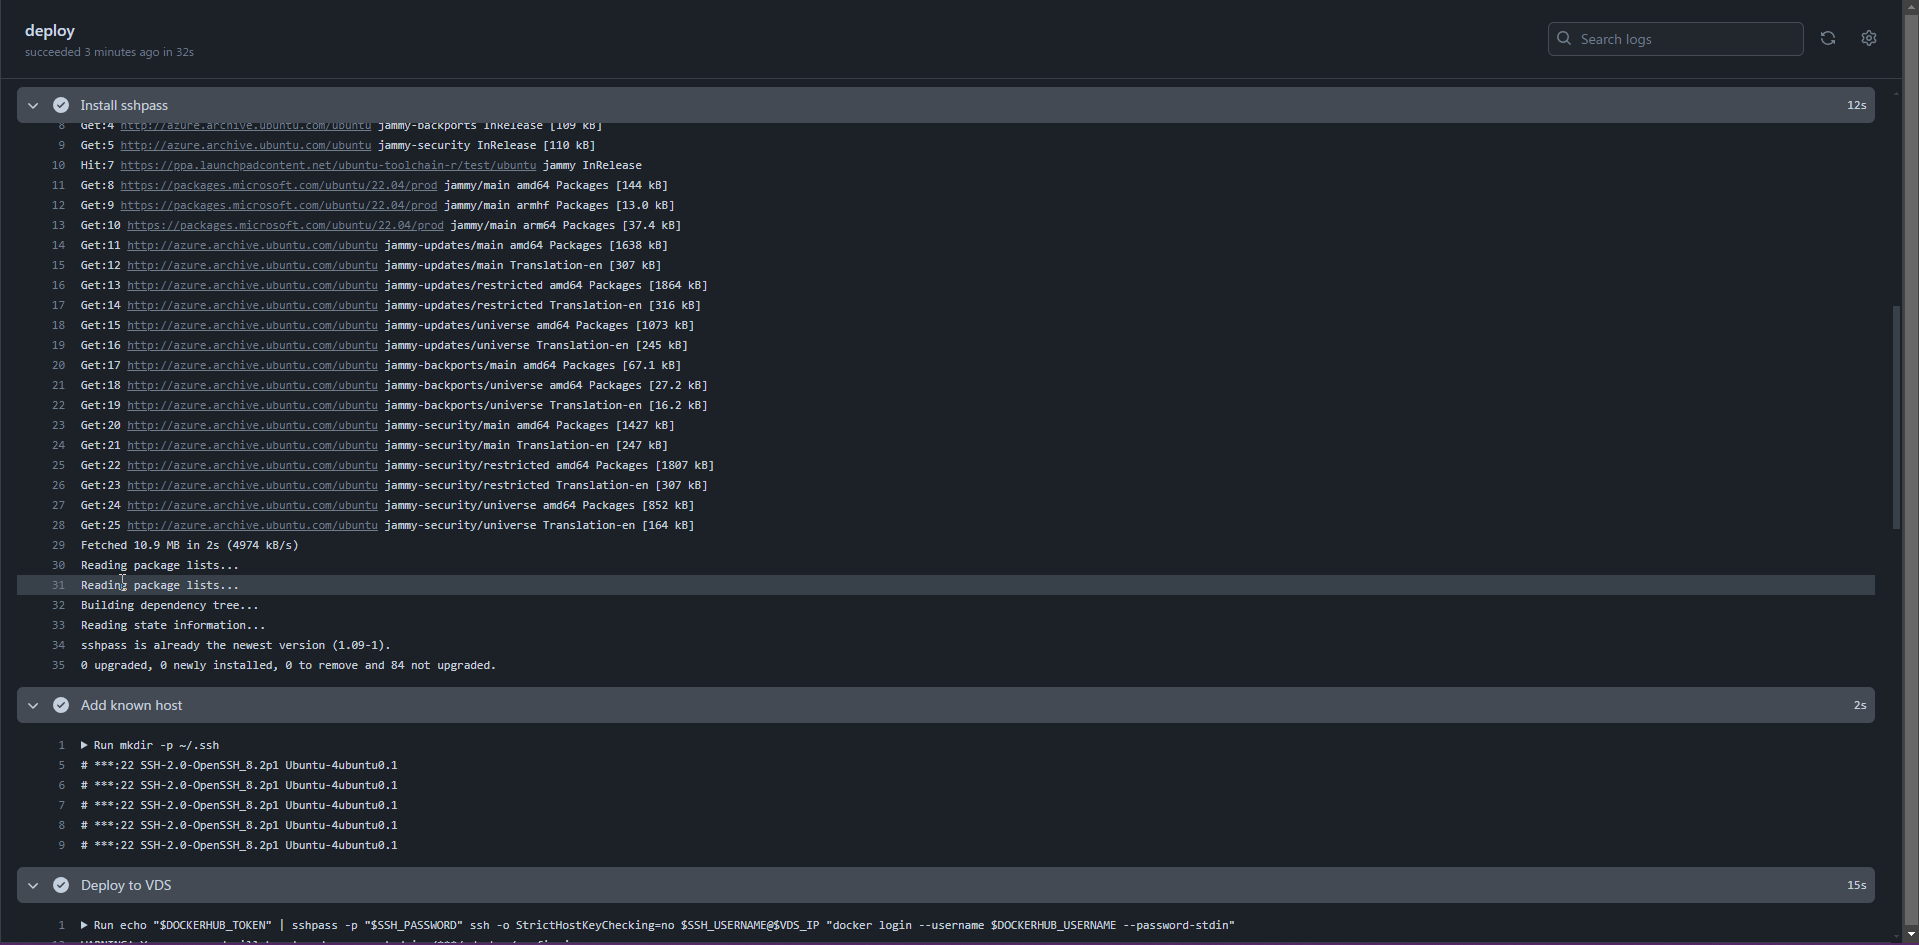 deploy
succeeded 3 minutes ago in 32s
Search logs
Install sshpass 12s
8 Get:4 http://azure.archive.ubuntu.com/ubuntu jammy-backports InRelease [109 kB]
9 Get:5 http://azure.archive.ubuntu.com/ubuntu jammy-security InRelease [110 kB]
10 Hit:7 https://ppa.launchpadcontent.net/ubuntu-toolchain-r/test/ubuntu jammy InRelease
11 Get:8 https://packages.microsoft.com/ubuntu/22.04/prod jammy/main amd64 Packages [144 kB]
12 Get:9 https://packages.microsoft.com/ubuntu/22.04/prod jammy/main armhf Packages [13.0 kB]
13 Get:10 https://packages.microsoft.com/ubuntu/22.04/prod jammy/main arm64 Packages [37.4 kB]
14 Get:11 http://azure.archive.ubuntu.com/ubuntu jammy-updates/main amd64 Packages [1638 kB]
15 Get:12 http://azure.archive.ubuntu.com/ubuntu jammy-updates/main Translation-en [307 kB]
16 Get:13 http://azure.archive.ubuntu.com/ubuntu jammy-updates/restricted amd64 Packages [1864 kB]
17 Get:14 http://azure.archive.ubuntu.com/ubuntu jammy-updates/restricted Translation-en [316 kB]
18 Get:15 http://azure.archive.ubuntu.com/ubuntu jammy-updates/universe amd64 Packages [1073 kB]
19 Get:16 http://azure.archive.ubuntu.com/ubuntu jammy-updates/universe Translation-en [245 kB]
20 Get:17 http://azure.archive.ubuntu.com/ubuntu jammy-backports/main amd64 Packages [67.1 kB]
21 Get:18 http://azure.archive.ubuntu.com/ubuntu jammy-backports/universe amd64 Packages [27.2 kB]
22 Get:19 http://azure.archive.ubuntu.com/ubuntu jammy-backports/universe Translation-en [16.2 kB]
23 Get:20 http://azure.archive.ubuntu.com/ubuntu jammy-security/main amd64 Packages [1427 kB]
24 Get:21 http://azure.archive.ubuntu.com/ubuntu jammy-security/main Translation-en [247 kB]
25 Get:22 http://azure.archive.ubuntu.com/ubuntu jammy-security/restricted amd64 Packages [1807 kB]
26 Get:23 http://azure.archive.ubuntu.com/ubuntu jammy-security/restricted Translation-en [307 kB]
27 Get:24 http://azure.archive.ubuntu.com/ubuntu jammy-security/universe amd64 Packages [852 kB]
28 Get:25 http://azure.archive.ubuntu.com/ubuntu jammy-security/universe Translation-en [164 kB]
29 Fetched 10.9 MB in 2s (4974 kB/s)
30 Reading package lists...
31 Reading package lists...
32 Building dependency tree...
33 Reading state information...
34 sshpass is already the newest version (1.09-1).
35 0 upgraded, 0 newly installed, 0 to remove and 84 not upgraded.
Add known host 2s
1 Run mkdir -p ~/.ssh
5 # ***:22 SSH-2.0-OpenSSH_8.2p1 Ubuntu-4ubuntu0.1
6 # ***:22 SSH-2.0-OpenSSH_8.2p1 Ubuntu-4ubuntu0.1
7 # ***:22 SSH-2.0-OpenSSH_8.2p1 Ubuntu-4ubuntu0.1
8 # ***:22 SSH-2.0-OpenSSH_8.2p1 Ubuntu-4ubuntu0.1
9 # ***:22 SSH-2.0-OpenSSH_8.2p1 Ubuntu-4ubuntu0.1
Deploy to VDS 15s
1 Run echo "$DOCKERHUB_TOKEN" | sshpass -p "$SSH_PASSWORD" ssh -o StrictHostKeyChecking=no $SSH_USERNAME@$VDS_IP "docker login --username $DOCKERHUB_USERNAME --password-stdin"